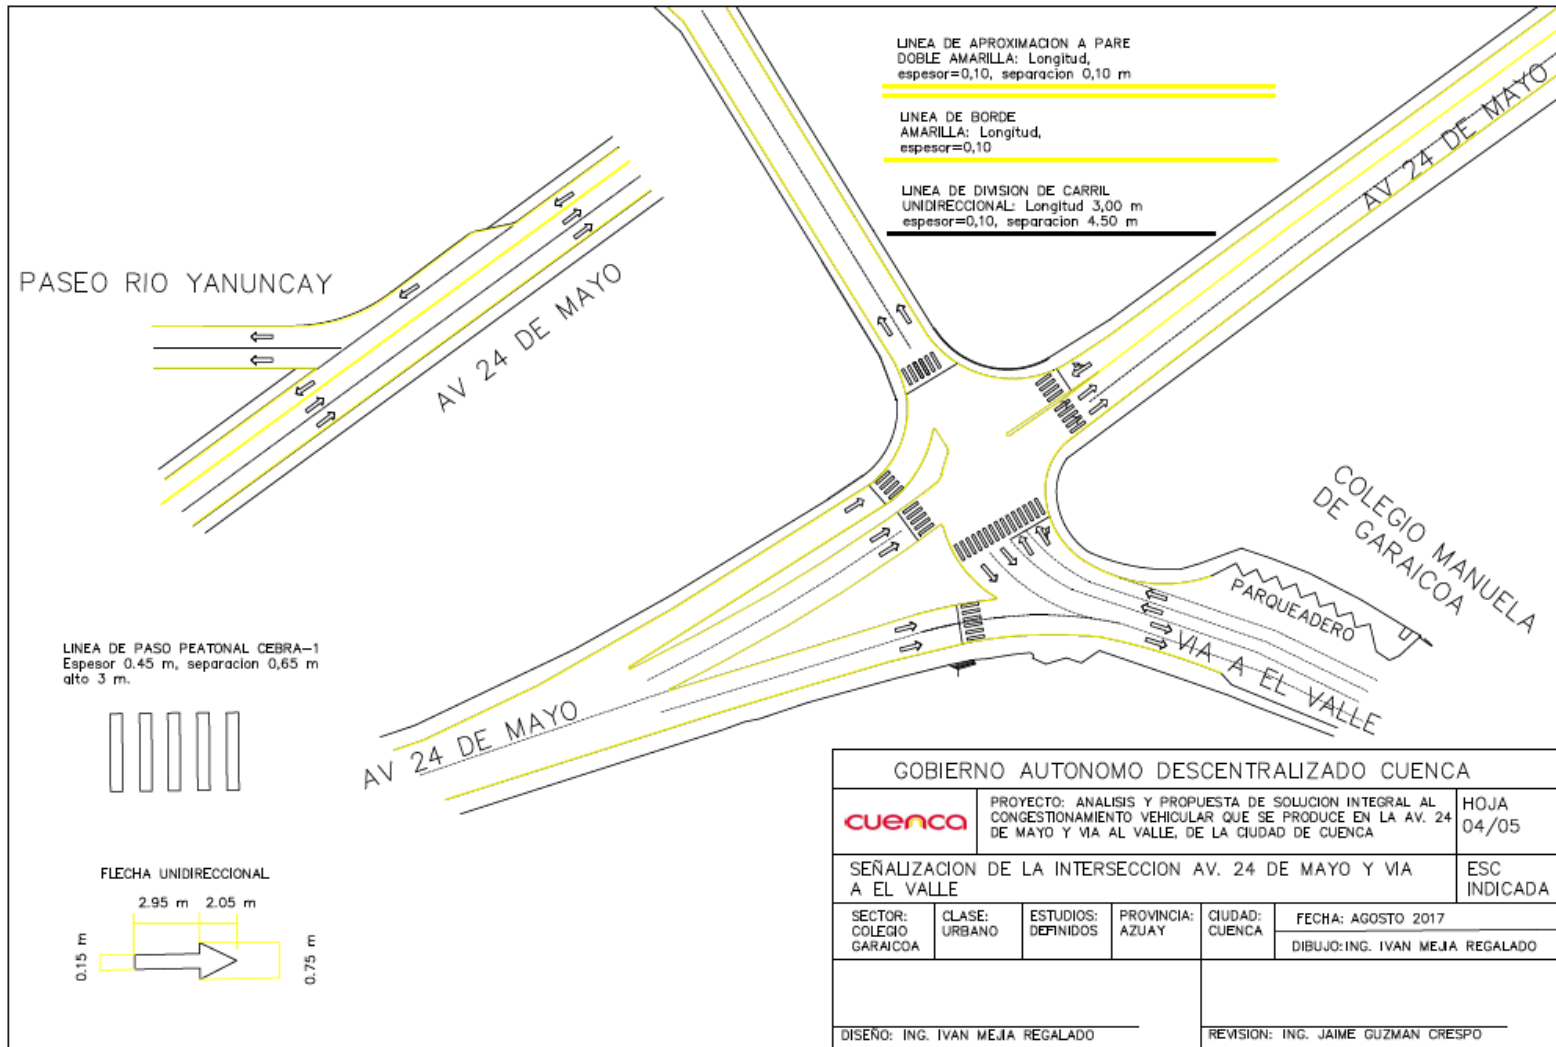 LINEA DE APROXIMACION A PARE
DOBLE AMARILLA: Longitud,
espesor=0,10, separacion 0,10 m
LINEA DE BORDE
AMARILLA: Longitud,
espesor=0,10
LINEA DE DIVISION DE CARRIL
UNIDIRECCIONAL: Longitud 3,00 m
espesor=0,10, separacion 4.50 m
AV 24 DE MAYO
PASEO RIO YANUNCAY
AV 24 DE MAYO
COLEGIO MANUELA
DE GARAICOA
PARQUEADERO
VIA A EL VALLE
AV 24 DE MAYO
LINEA DE PASO PEATONAL CEBRA-1
Espesor 0.45 m, separacion 0,65 m
alto 3 m.
FLECHA UNIDIRECCIONAL
2.95 m
2.05 m
0.15 m
0.75 m
GOBIERNO AUTONOMO DESCENTRALIZADO CUENCA
cuenca
PROYECTO: ANALISIS Y PROPUESTA DE SOLUCION INTEGRAL AL
CONGESTIONAMIENTO VEHICULAR QUE SE PRODUCE EN LA AV. 24
DE MAYO Y VIA AL VALLE, DE LA CIUDAD DE CUENCA
HOJA
04/05
SEÑALIZACION DE LA INTERSECCION AV. 24 DE MAYO Y VIA
A EL VALLE
ESC
INDICADA
SECTOR:
COLEGIO
GARAICOA
CLASE:
URBANO
ESTUDIOS:
DEFINIDOS
PROVINCIA:
AZUAY
CIUDAD:
CUENCA
FECHA: AGOSTO 2017
DIBUJO: ING. IVAN MEJIA REGALADO
DISEÑO: ING. IVAN MEJIA REGALADO
REVISION: ING. JAIME GUZMAN CRESPO